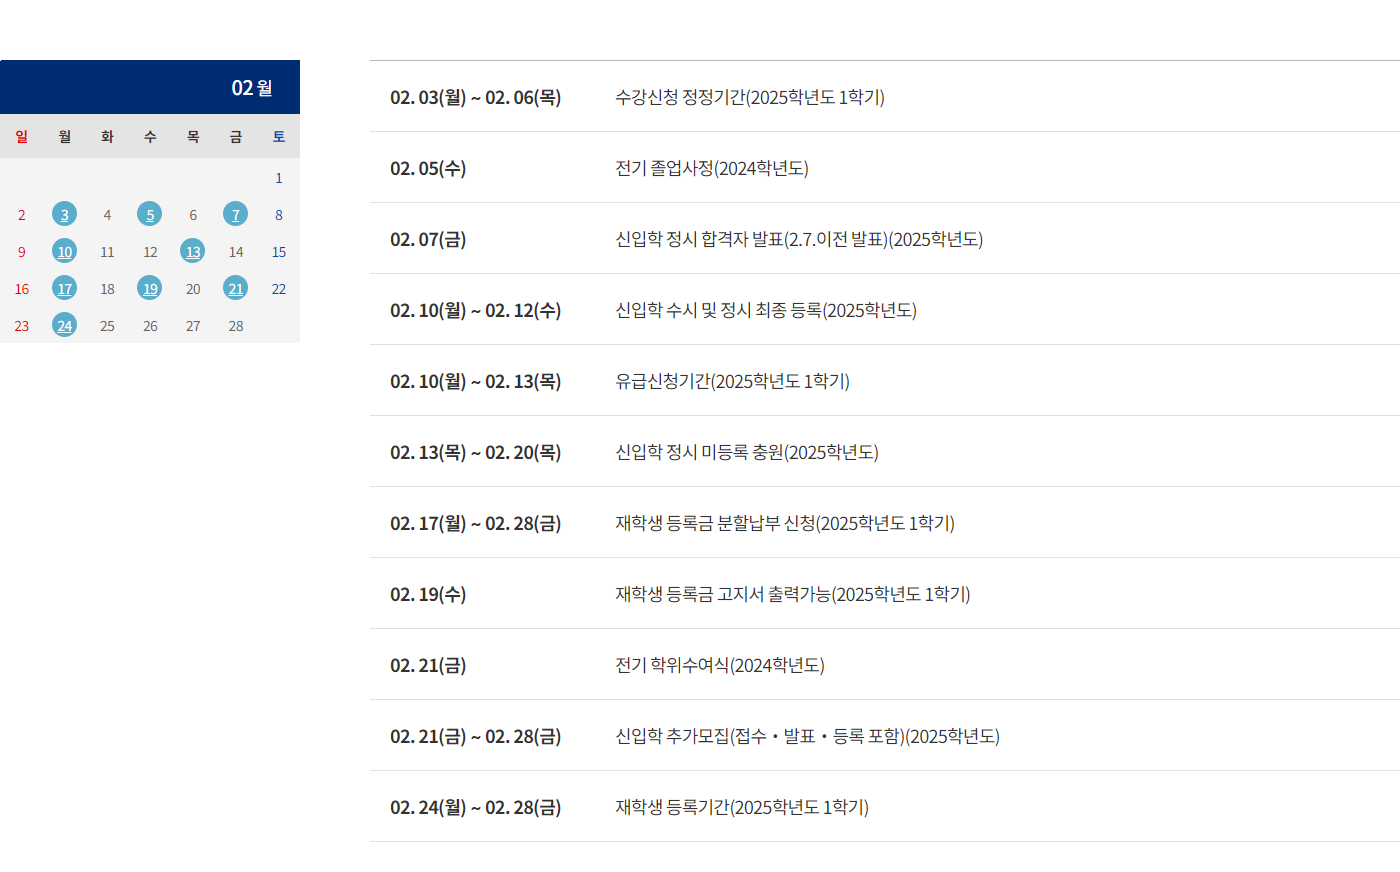 02 월
일 월 화 수 목 금 토
1
2 3 4 5 6 7 8
9 10 11 12 13 14 15
16 17 18 19 20 21 22
23 24 25 26 27 28
02. 03(월) ~ 02. 06(목) 수강신청 정정기간(2025학년도 1학기)
02. 05(수) 전기 졸업사정(2024학년도)
02. 07(금) 신입학 정시 합격자 발표(2.7.이전 발표)(2025학년도)
02. 10(월) ~ 02. 12(수) 신입학 수시 및 정시 최종 등록(2025학년도)
02. 10(월) ~ 02. 13(목) 유급신청기간(2025학년도 1학기)
02. 13(목) ~ 02. 20(목) 신입학 정시 미등록 충원(2025학년도)
02. 17(월) ~ 02. 28(금) 재학생 등록금 분할납부 신청(2025학년도 1학기)
02. 19(수) 재학생 등록금 고지서 출력가능(2025학년도 1학기)
02. 21(금) 전기 학위수여식(2024학년도)
02. 21(금) ~ 02. 28(금) 신입학 추가모집(접수・발표・등록 포함)(2025학년도)
02. 24(월) ~ 02. 28(금) 재학생 등록기간(2025학년도 1학기)